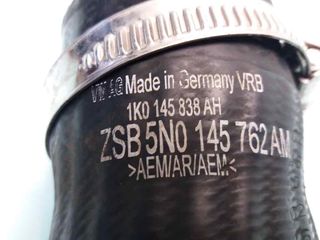 VW AG Made in Germany VRB
1K0 145 838 AH
ZSB 5N0 145 762 AM
>AEM/AR/AEM<